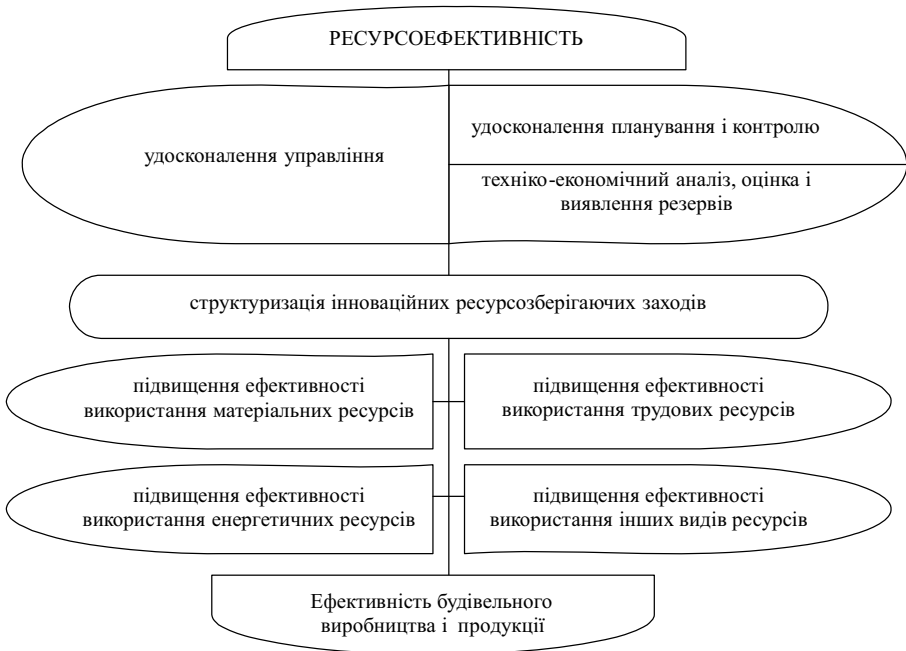 РЕСУРСОЕФЕКТИВНІСТЬ
удосконалення управління
удосконалення планування і контролю
техніко-економічний аналіз, оцінка і
виявлення резервів
структуризація інноваційних ресурсозберігаючих заходів
підвищення ефективності
використання матеріальних ресурсів
підвищення ефективності
використання трудових ресурсів
підвищення ефективності
використання енергетичних ресурсів
підвищення ефективності
використання інших видів ресурсів
Ефективність будівельного
виробництва і продукції